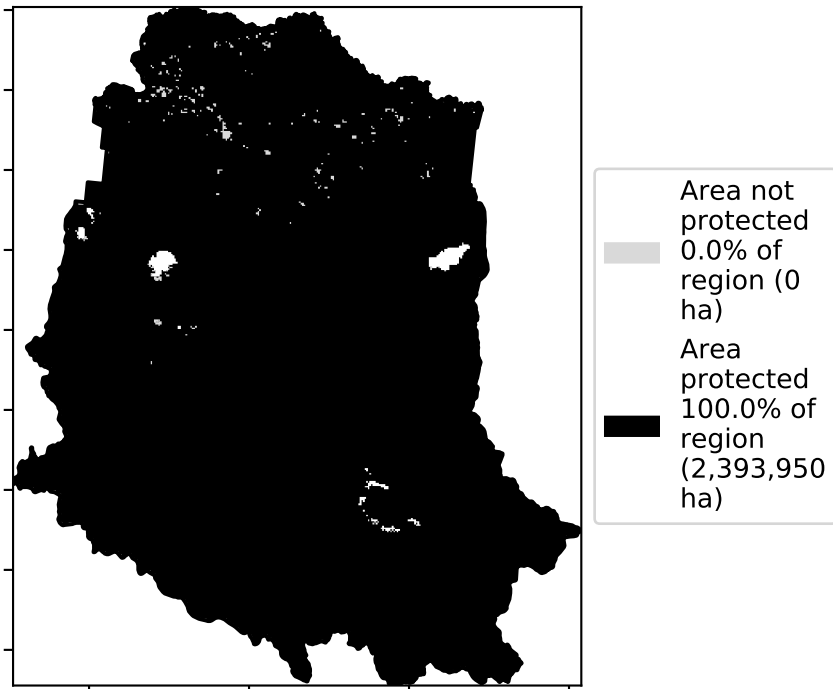 Area not
protected
0.0% of
region (0
ha)
Area
protected
100.0% of
region
(2,393,950
ha)